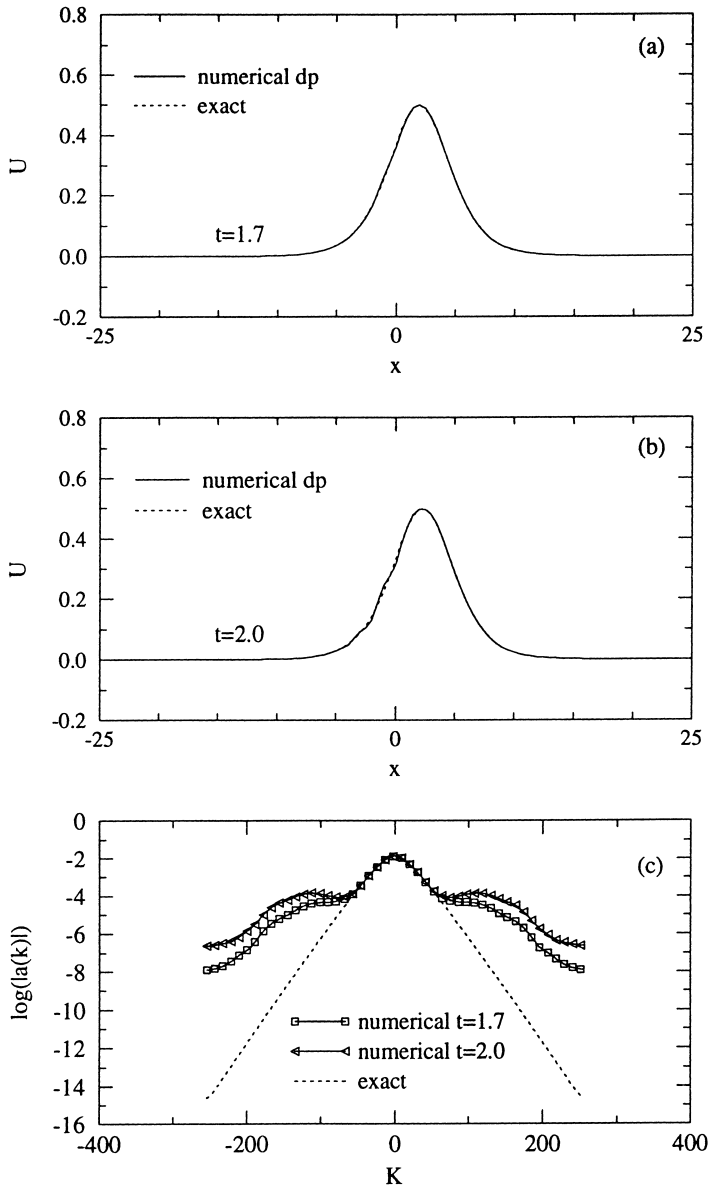 0.8
(a)
numerical dp
0.6
exact
0.4
U
0.2
t=1.7
0.0
-0.2
-25
0
25
x
0.8
(b)
numerical dp
0.6
exact
0.4
U
0.2
t=2.0
0.0
-0.2
-25
0
25
x
0
(c)
-2
-4
-6
log(|a(k)|)
-8
-10
numerical t=1.7
-12
numerical t=2.0
exact
-14
-16
-400
-200
0
200
400
K